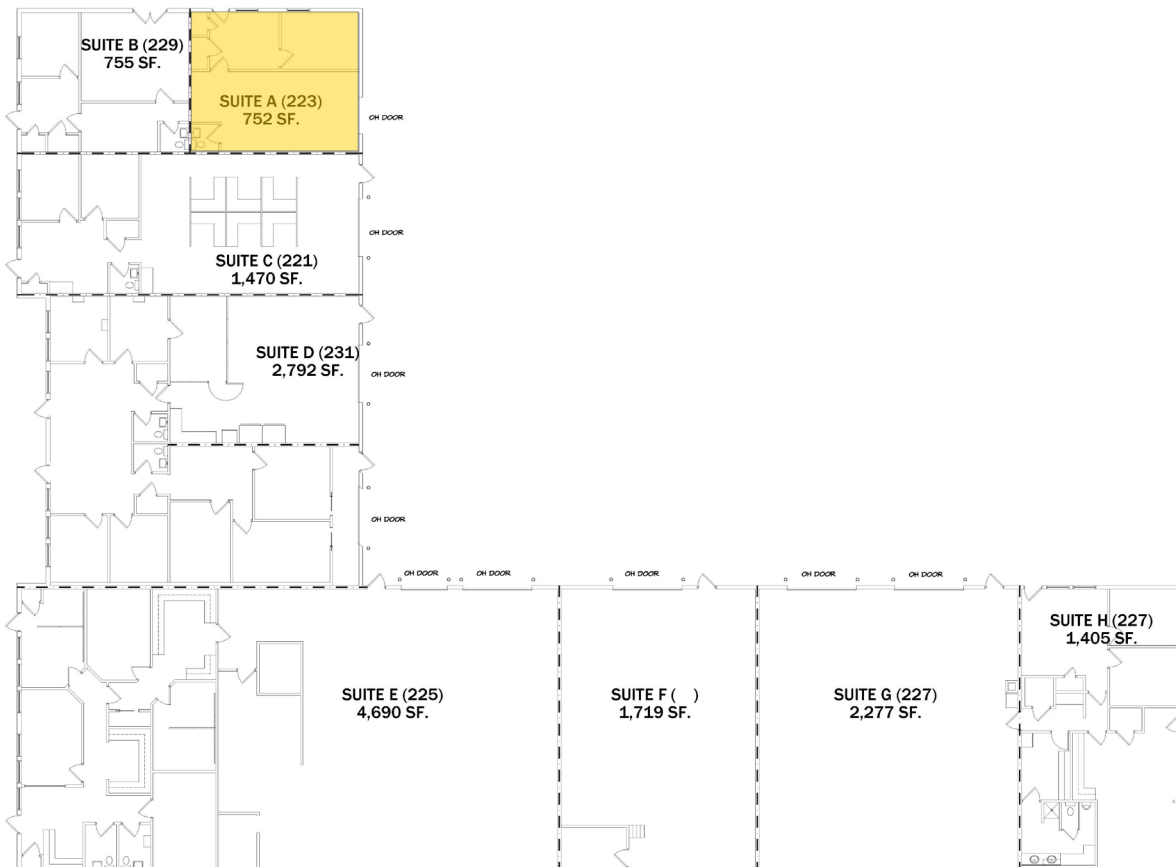 SUITE B (229)
755 SF.
SUITE A (223)
752 SF.
OH DOOR
OH DOOR
SUITE C (221)
1,470 SF.
SUITE D (231)
2,792 SF.
OH DOOR
OH DOOR
OH DOOR
OH DOOR
OH DOOR
OH DOOR
OH DOOR
SUITE E (225)
4,690 SF.
SUITE F (  )
1,719 SF.
SUITE G (227)
2,277 SF.
SUITE H (227)
1,405 SF.